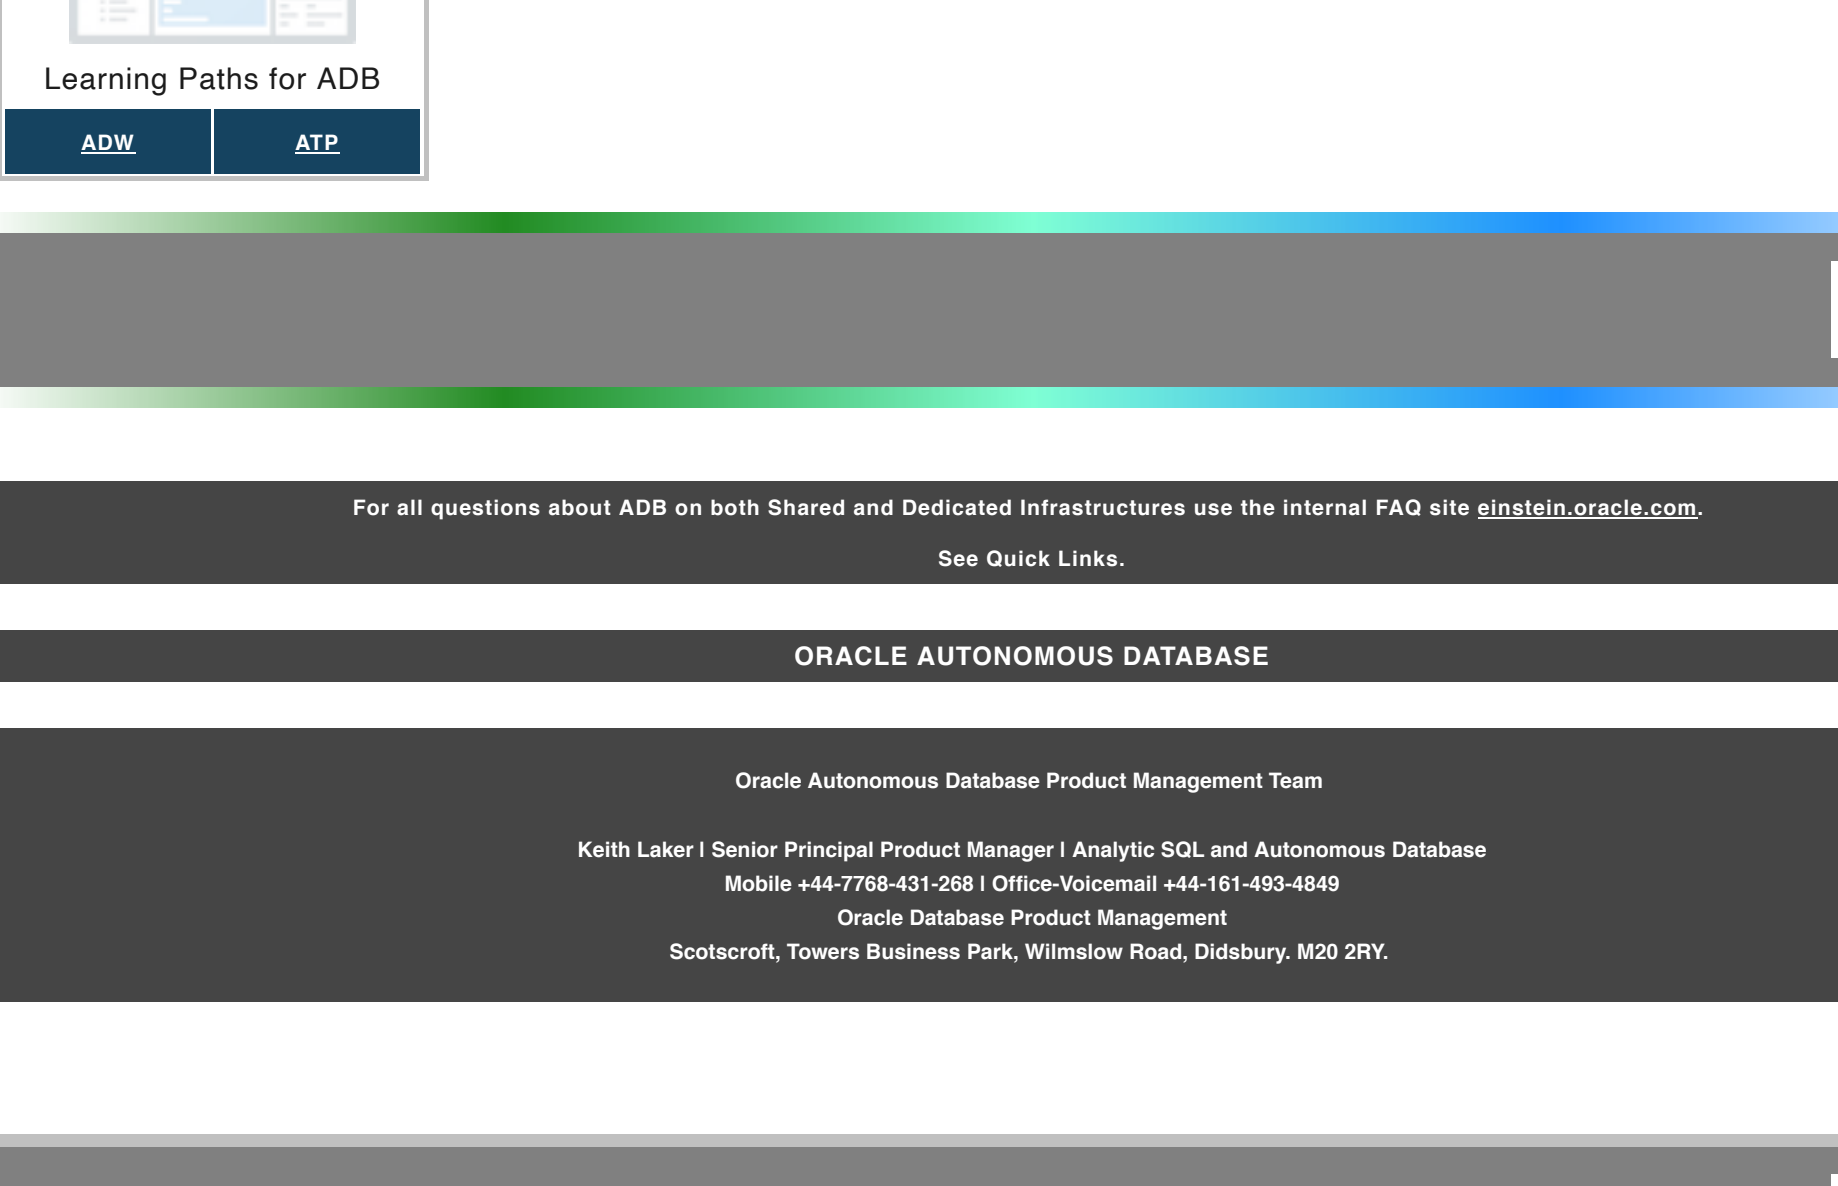 Learning Paths for ADB
ADW ATP
For all questions about ADB on both Shared and Dedicated Infrastructures use the internal FAQ site einstein.oracle.com.
See Quick Links.
ORACLE AUTONOMOUS DATABASE
Oracle Autonomous Database Product Management Team
Keith Laker | Senior Principal Product Manager | Analytic SQL and Autonomous Database
Mobile +44-7768-431-268 | Office-Voicemail +44-161-493-4849
Oracle Database Product Management
Scotscroft, Towers Business Park, Wilmslow Road, Didsbury. M20 2RY.